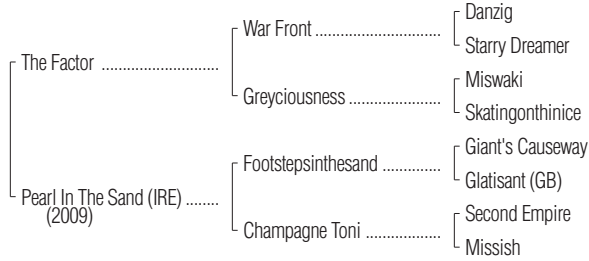 Danzig
War Front ....................
Starry Dreamer
The Factor ............................
Miswaki
Greyciousness ......................
Skatingonthinice
Giant's Causeway
Footstepsinthesand ..............
Glatisant (GB)
Pearl In The Sand (IRE) ........
(2009)
Second Empire
Champagne Toni ..................
Missish